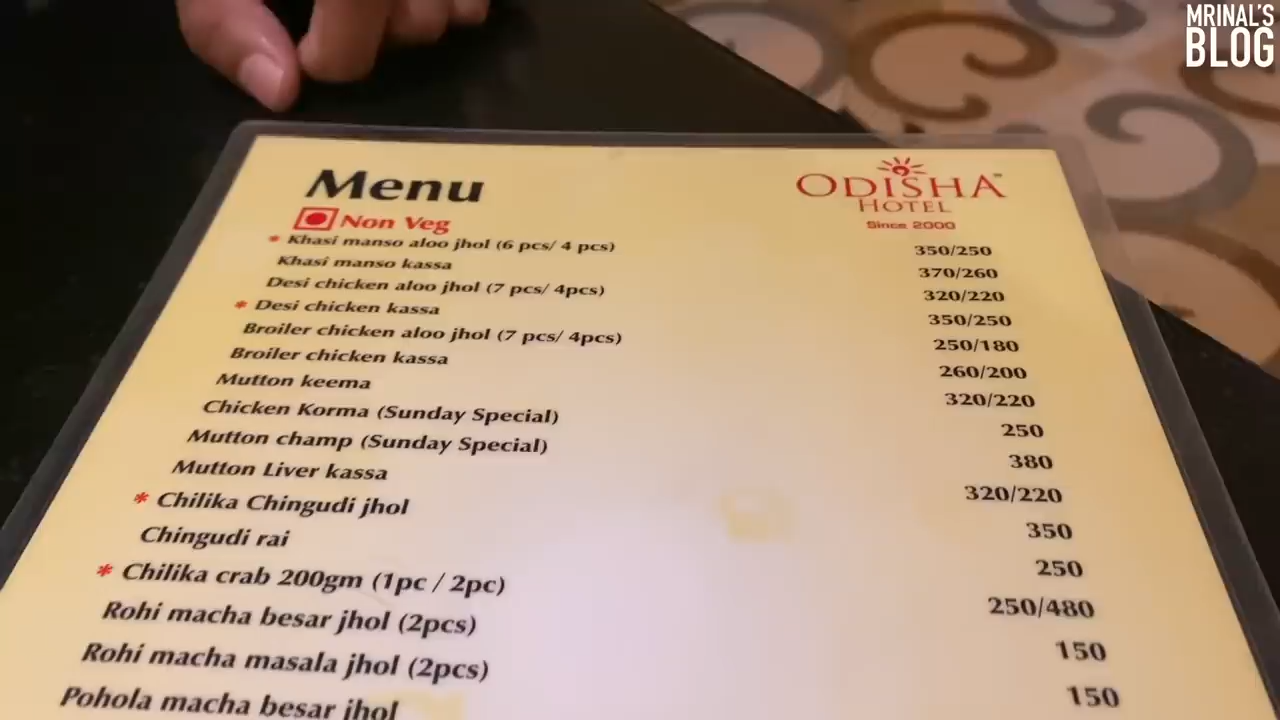 MRINAL'S
BLOG
Menu
ODISHA
HOTEL
Since 2000
Non Veg
* Khasi manso aloo jhol (6 pcs/ 4 pcs) 350/250
Khasi manso kassa 370/260
Desi chicken aloo jhol (7 pcs/ 4pcs) 320/220
* Desi chicken kassa 350/250
Broiler chicken aloo jhol (7 pcs/ 4pcs) 250/180
Broiler chicken kassa 260/200
Mutton keema 320/220
Chicken Korma (Sunday Special) 250
Mutton champ (Sunday Special) 380
Mutton Liver kassa 320/220
* Chilika Chingudi jhol 350
Chingudi rai 250
* Chilika crab 200gm (1pc / 2pc) 250/480
Rohi macha besar jhol (2pcs) 150
Rohi macha masala jhol (2pcs) 150
Pohola macha besar jhol